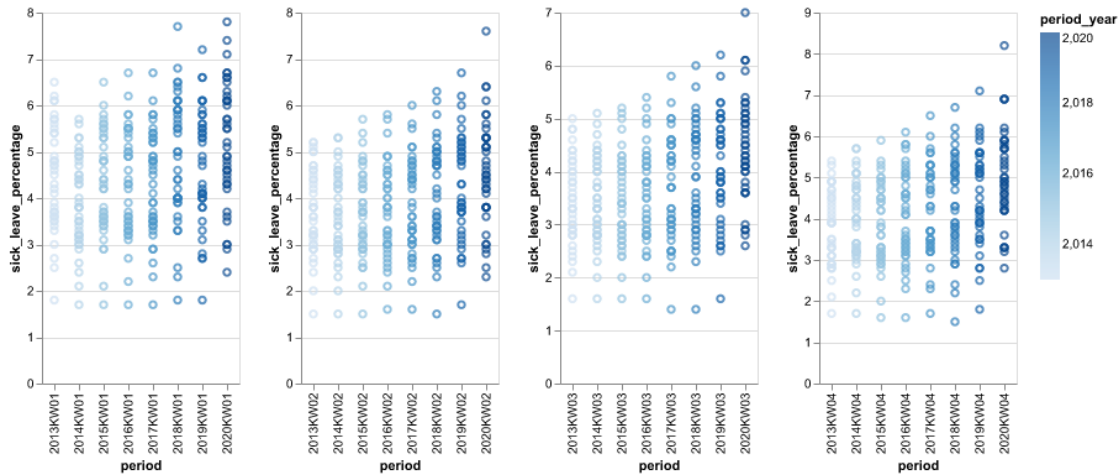 8
7
6
5
4
3
2
1
0
sick_leave_percentage
2013KW01
2014KW01
2015KW01
2016KW01
2017KW01
2018KW01
2019KW01
2020KW01
period
8
7
6
5
4
3
2
1
0
sick_leave_percentage
2013KW02
2014KW02
2015KW02
2016KW02
2017KW02
2018KW02
2019KW02
2020KW02
period
7
6
5
4
3
2
1
0
sick_leave_percentage
2013KW03
2014KW03
2015KW03
2016KW03
2017KW03
2018KW03
2019KW03
2020KW03
period
9
8
7
6
5
4
3
2
1
0
sick_leave_percentage
2013KW04
2014KW04
2015KW04
2016KW04
2017KW04
2018KW04
2019KW04
2020KW04
period
period_year
2,020
2,018
2,016
2,014